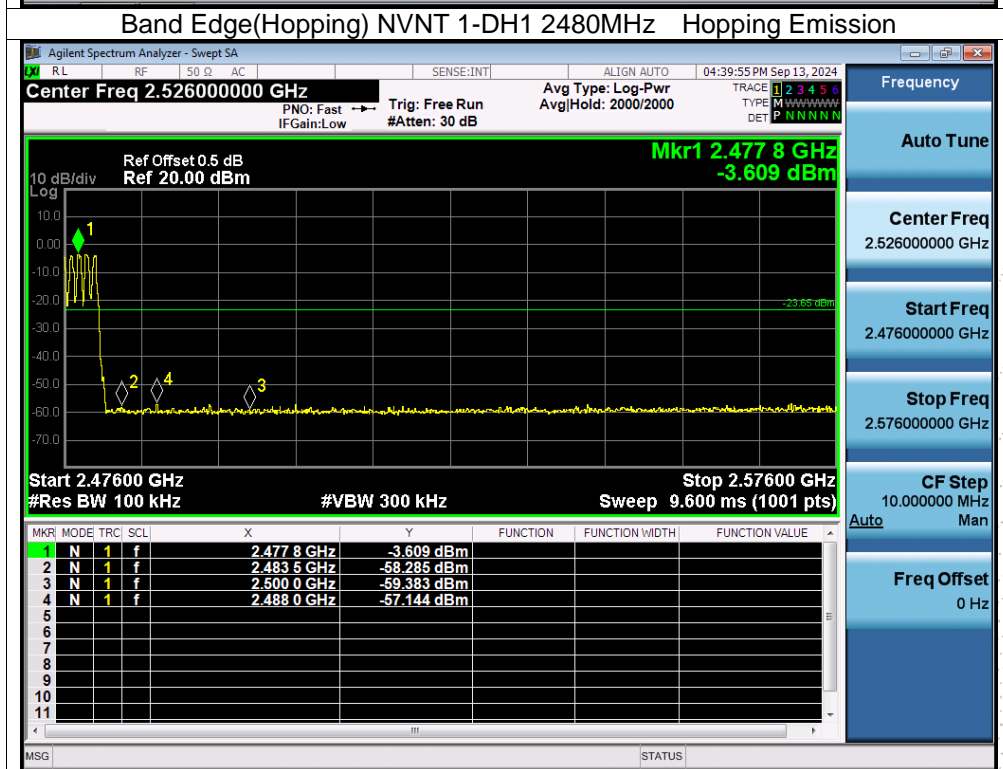 Band Edge(Hopping) NVNT 1-DH1 2480MHz Hopping Emission
Agilent Spectrum Analyzer - Swept SA
LXI RL RF 50 Ω AC SENSE:INT ALIGN AUTO 04:39:55 PM Sep 13, 2024
Center Freq 2.526000000 GHz
PNO: Fast
IFGain:Low
Trig: Free Run
#Atten: 30 dB
Avg Type: Log-Pwr
Avg|Hold: 2000/2000
TRACE 1 2 3 4 5 6
TYPE M WWWWW
DET P N N N N N
Frequency
Auto Tune
Center Freq
2.526000000 GHz
Start Freq
2.476000000 GHz
Stop Freq
2.576000000 GHz
CF Step
10.000000 MHz
Auto Man
Freq Offset
0 Hz
Mkr1 2.477 8 GHz
-3.609 dBm
Ref Offset 0.5 dB
10 dB/div Ref 20.00 dBm
Log
10.0
0.00
-10.0
-20.0
-30.0
-40.0
-50.0
-60.0
-70.0
1
2
4
3
-23.65 dBm
Start 2.47600 GHz Stop 2.57600 GHz
#Res BW 100 kHz #VBW 300 kHz Sweep 9.600 ms (1001 pts)
MKR MODE TRC SCL X Y FUNCTION FUNCTION WIDTH FUNCTION VALUE
1 N 1 f 2.477 8 GHz -3.609 dBm
2 N 1 f 2.483 5 GHz -58.285 dBm
3 N 1 f 2.500 0 GHz -59.383 dBm
4 N 1 f 2.488 0 GHz -57.144 dBm
5
6
7
8
9
10
11
MSG STATUS